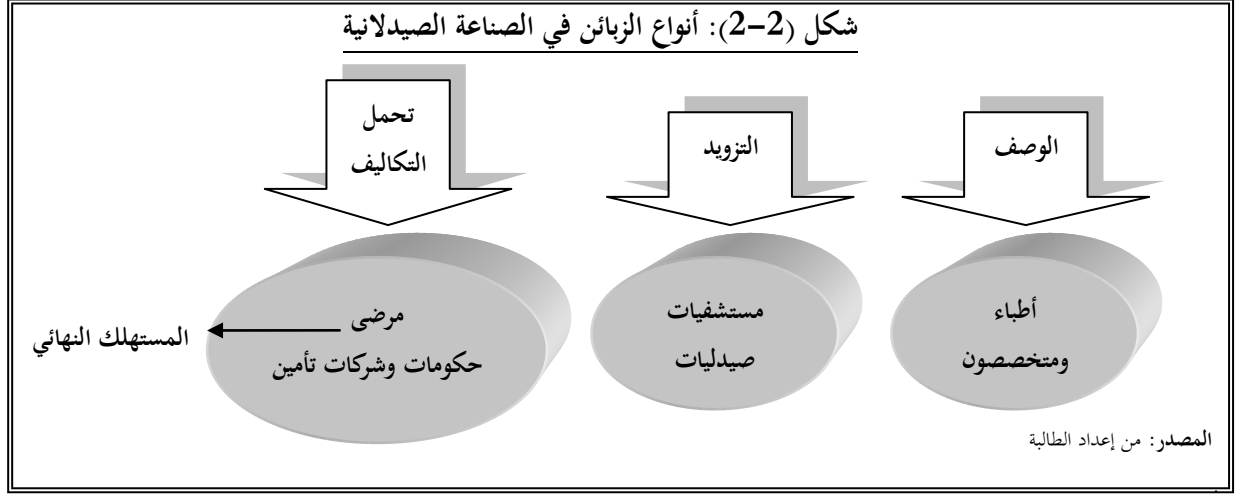 شكل (2-2): أنواع الزبائن في الصناعة الصيدلانية
الوصف
التزويد
تحمل
التكاليف
أطباء
ومتخصصون
مستشفيات
صيدليات
مرضى
حكومات وشركات تأمين
المستهلك النهائي
المصدر: من إعداد الطالبة